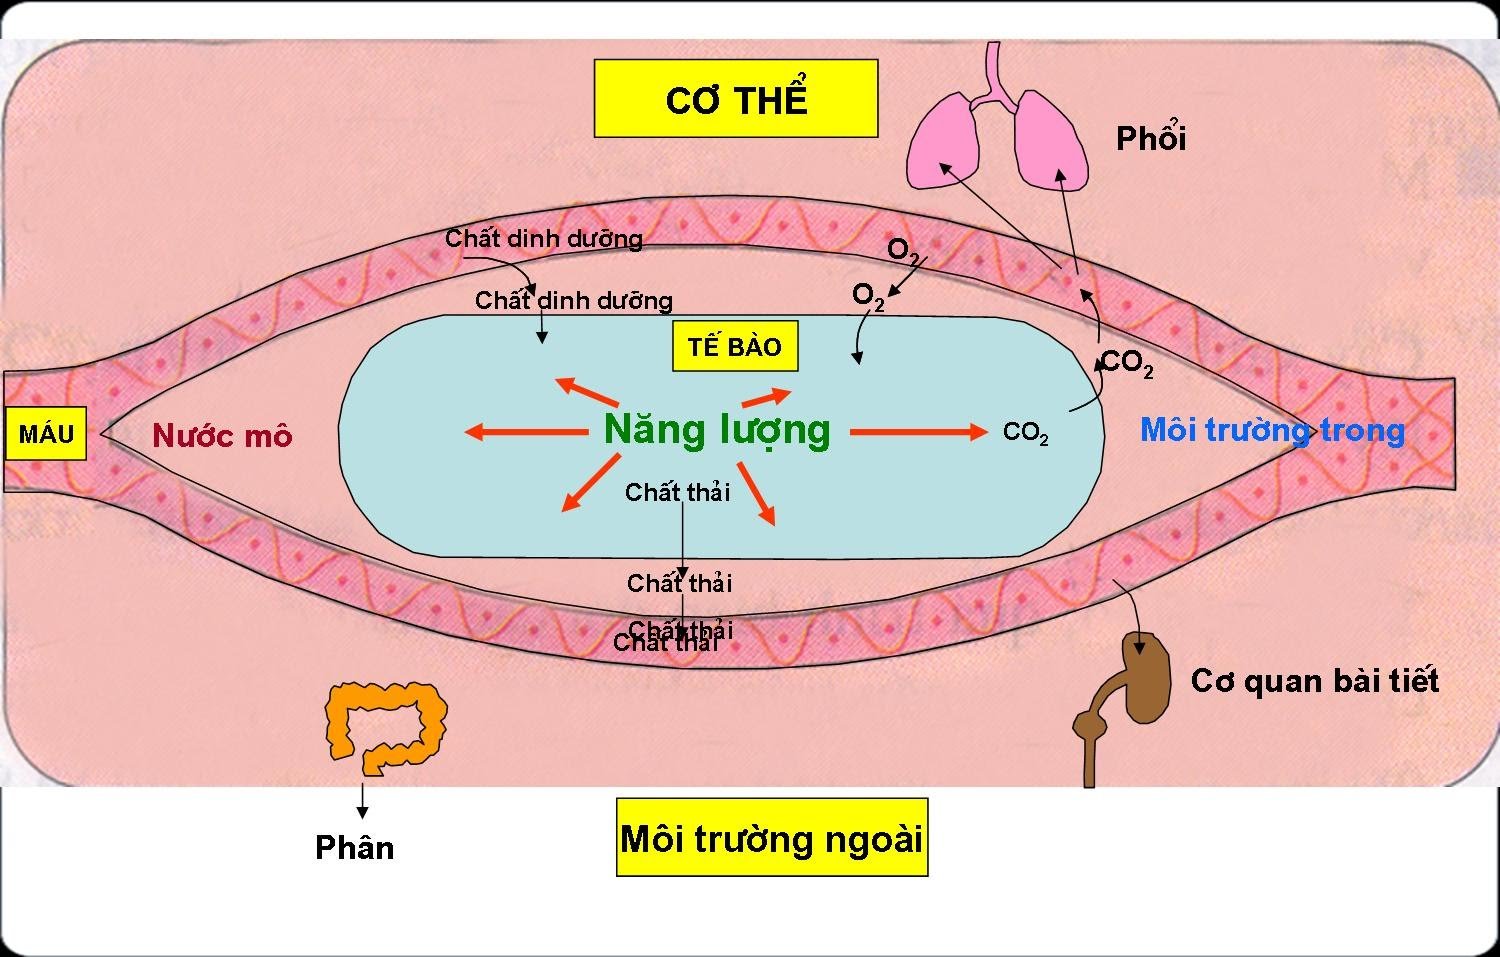 CƠ THỂ
Phổi
Chất dinh dưỡng
O₂
Chất dinh dưỡng
O₂
TẾ BÀO
CO₂
MÁU
Nước mô
Năng lượng
CO₂
Môi trường trong
Chất thải
Chất thải
Chất thải
Chất thải
Cơ quan bài tiết
Môi trường ngoài
Phân